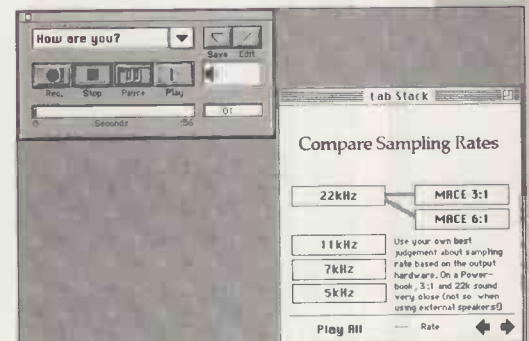 How are you?
Save Edit
Rec. Stop Pause Play
01
0 Seconds :56
Lab Stack
Compare Sampling Rates
22kHz
MACE 3:1
MACE 6:1
11kHz
7kHz
5kHz
Use your own best
judgement about sampling
rate based on the output
hardware. On a Power-
book, 3:1 and 22k sound
very close (not so when
using external speakers!)
Play All
Rate